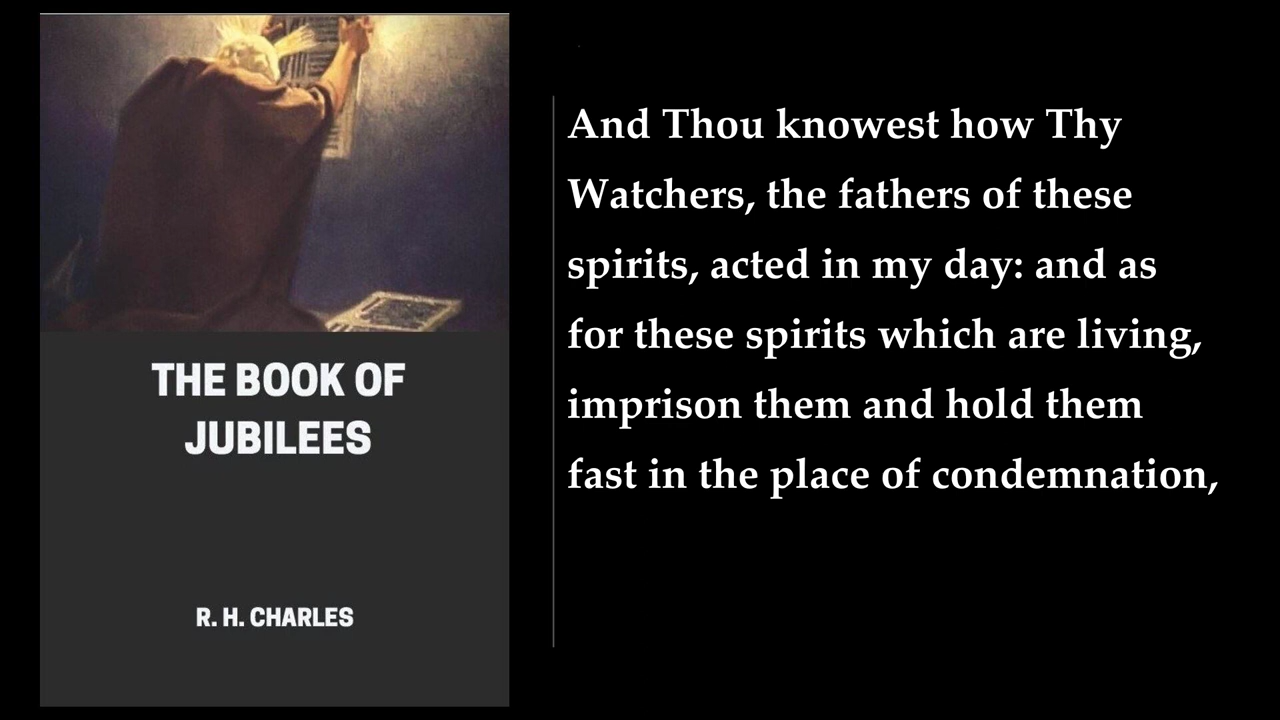 THE BOOK OF
JUBILEES
R. H. CHARLES
And Thou knowest how Thy
Watchers, the fathers of these
spirits, acted in my day: and as
for these spirits which are living,
imprison them and hold them
fast in the place of condemnation,